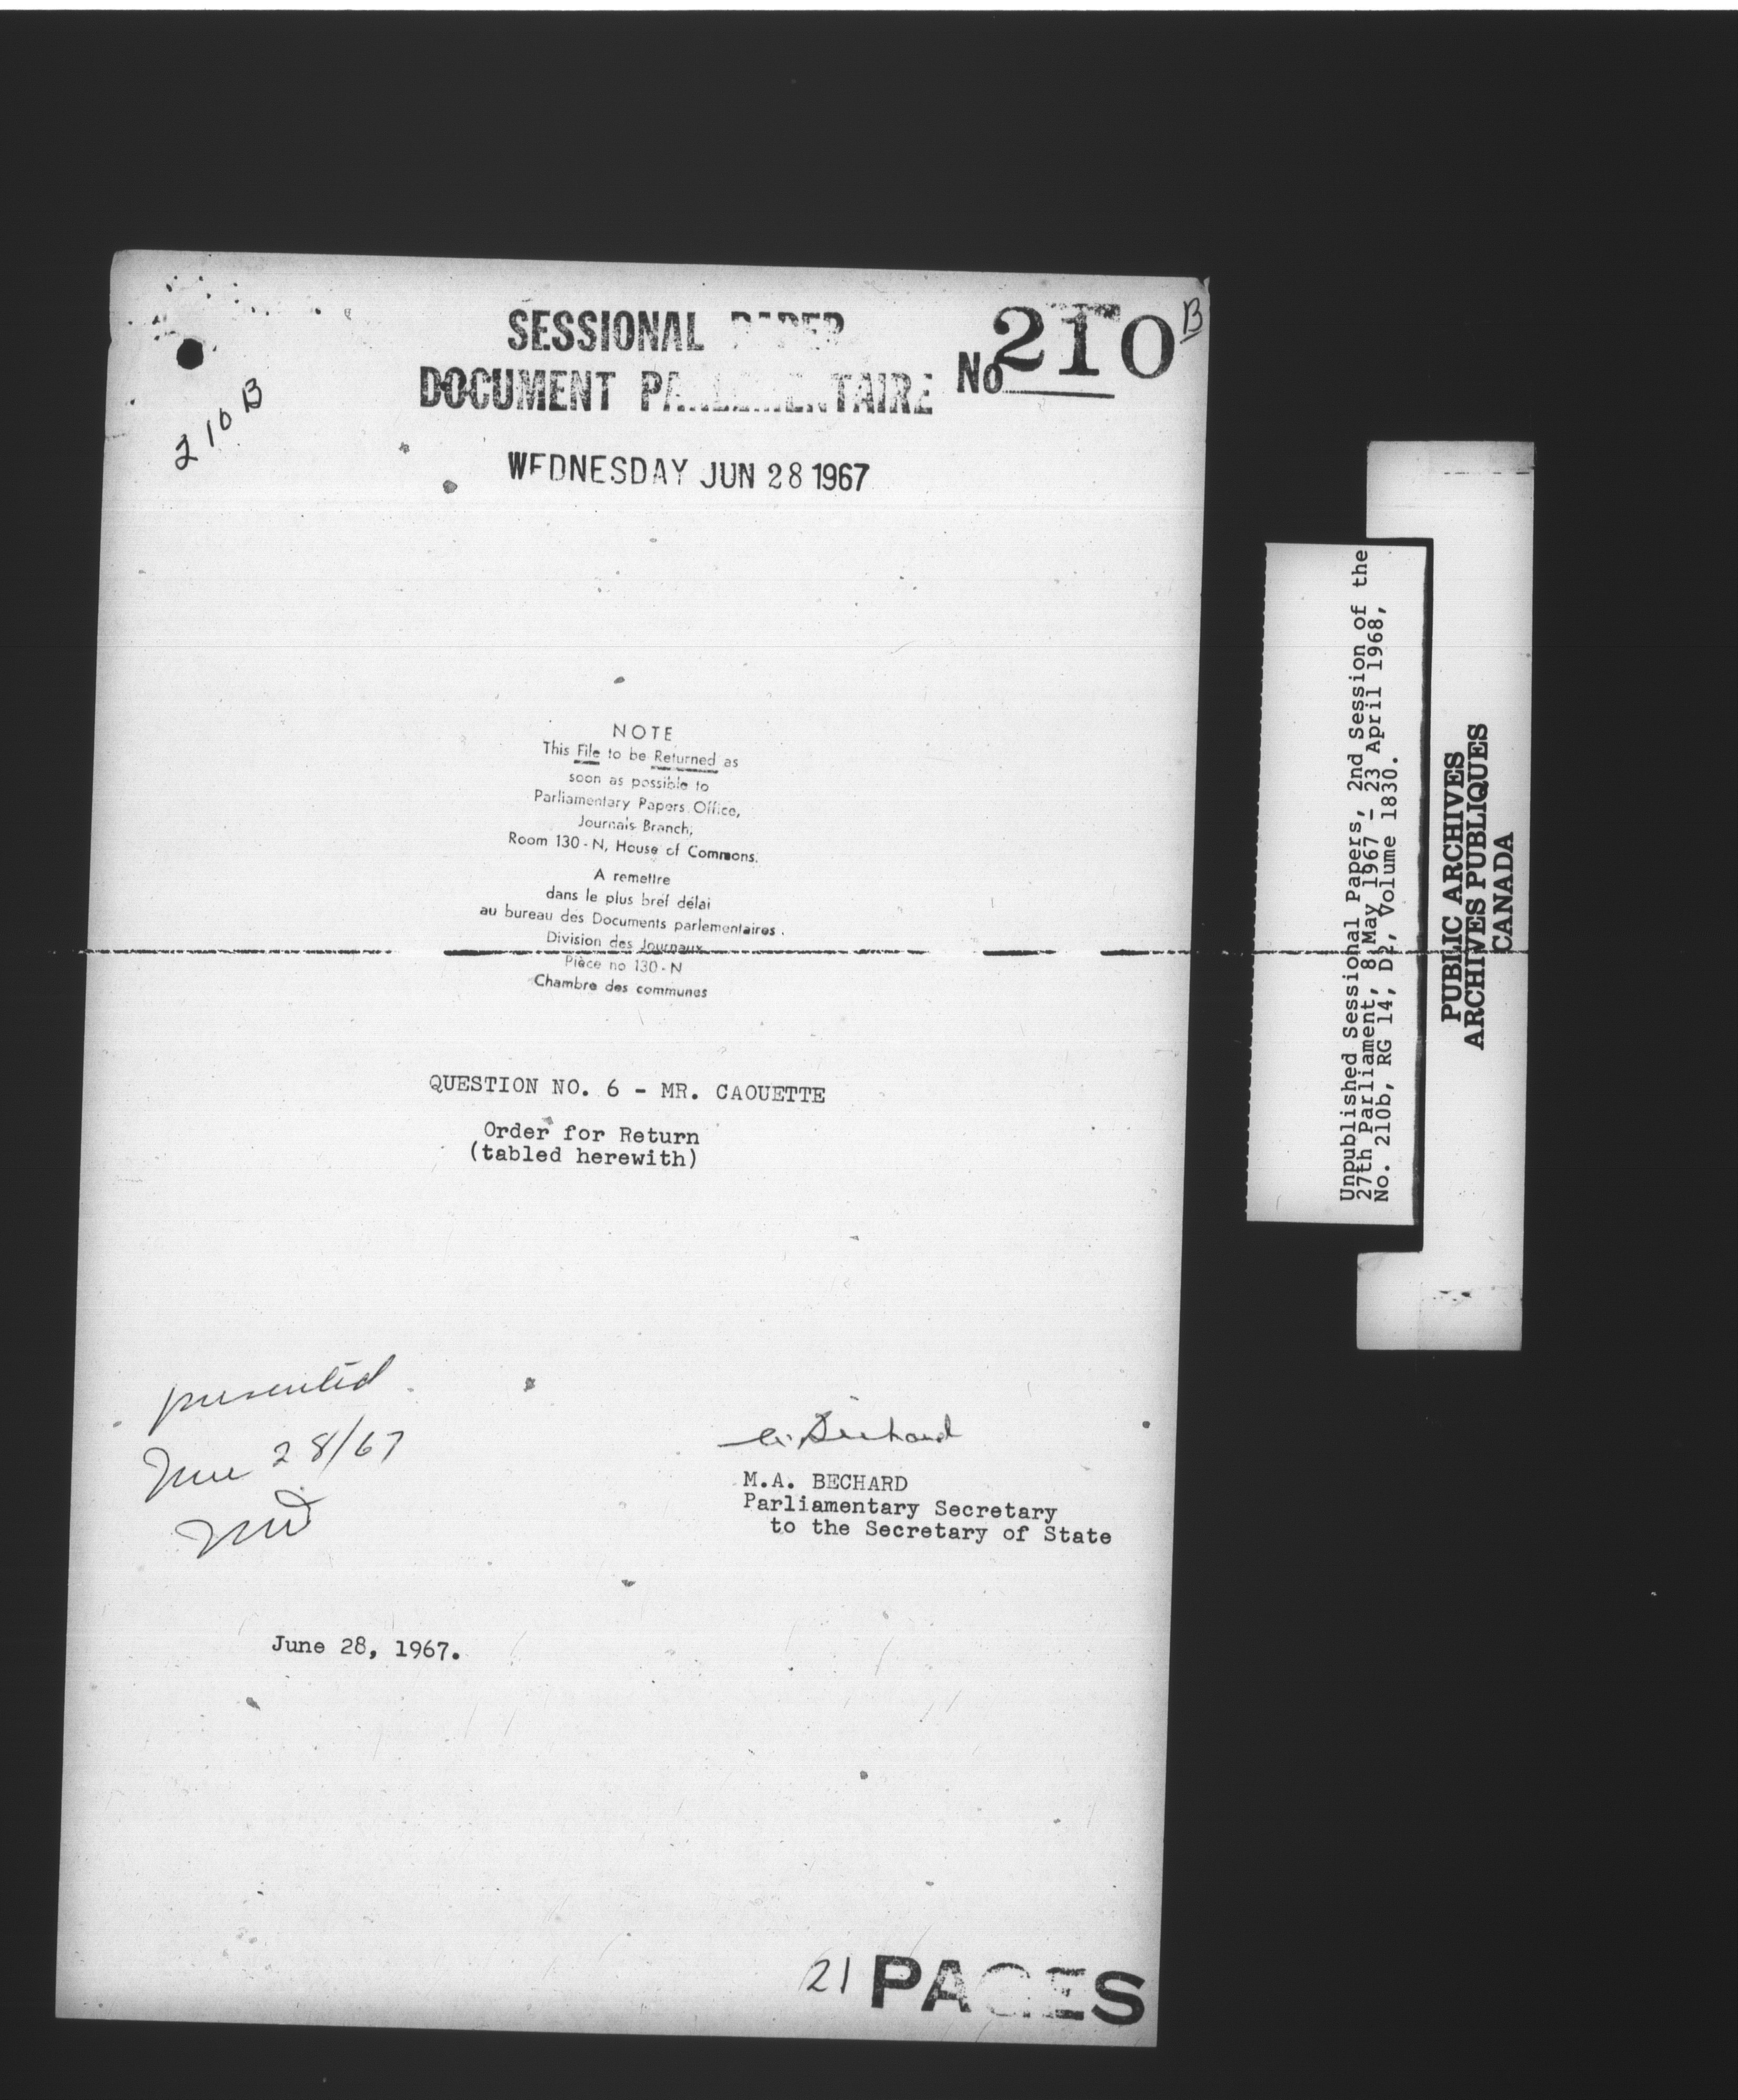 SESSIONAL PAPER
DOCUMENT PARLEMENTAIRE No 210 B
210 B
WEDNESDAY JUN 28 1967
NOTE
This File to be Returned as
soon as possible to
Parliamentary Papers Office,
Journals Branch,
Room 130-N, House of Commons.
A remettre
dans le plus bref délai
au bureau des Documents parlementaires.
Division des Journaux
Pièce no 130-N
Chambre des communes
QUESTION NO. 6 - MR. CAOUETTE
Order for Return
(tabled herewith)
presented
June 28/67
A. Béchard
M.A. BECHARD
Parliamentary Secretary
to the Secretary of State
June 28, 1967.
21 PAGES
Unpublished Sessional Papers, 2nd Session of the
27th Parliament, 8 May 1967 - 23 April 1968,
No. 210b, RG 14, D2, Volume 1830.
PUBLIC ARCHIVES
ARCHIVES PUBLIQUES
CANADA